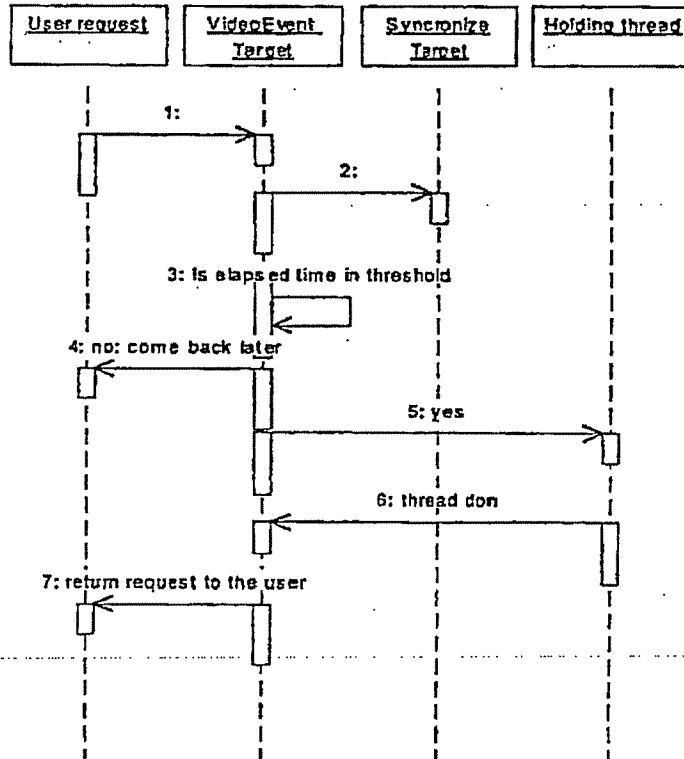 User request
VideoEvent
Target
Syncronize
Target
Holding thread
1:
2:
3: Is elapsed time in threshold
4: no: come back later
5: yes
6: thread don
7: return request to the user